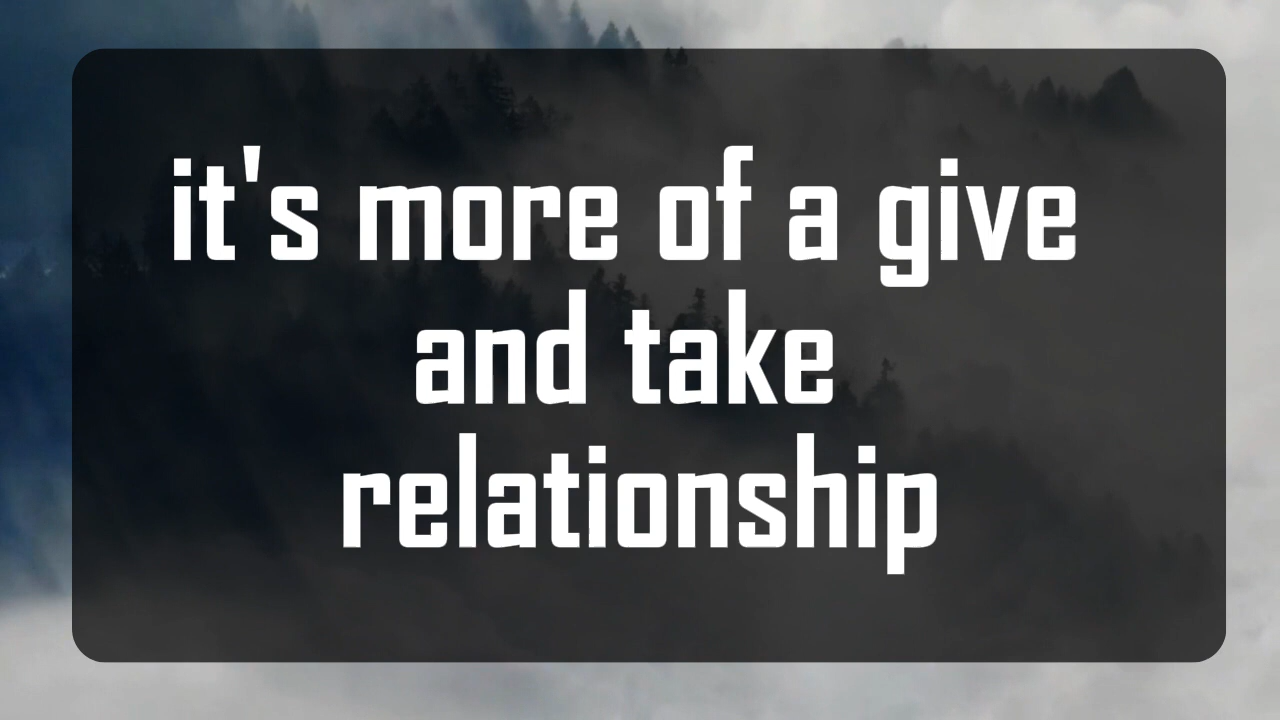 it's more of a give
and take
relationship